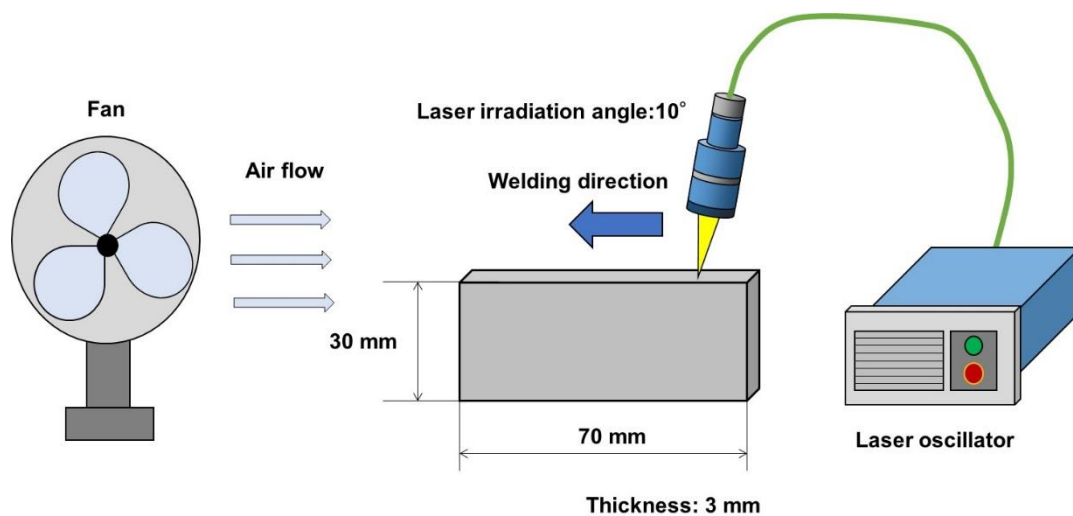 Fan
Air flow
Laser irradiation angle:10°
Welding direction
30 mm
70 mm
Laser oscillator
Thickness: 3 mm